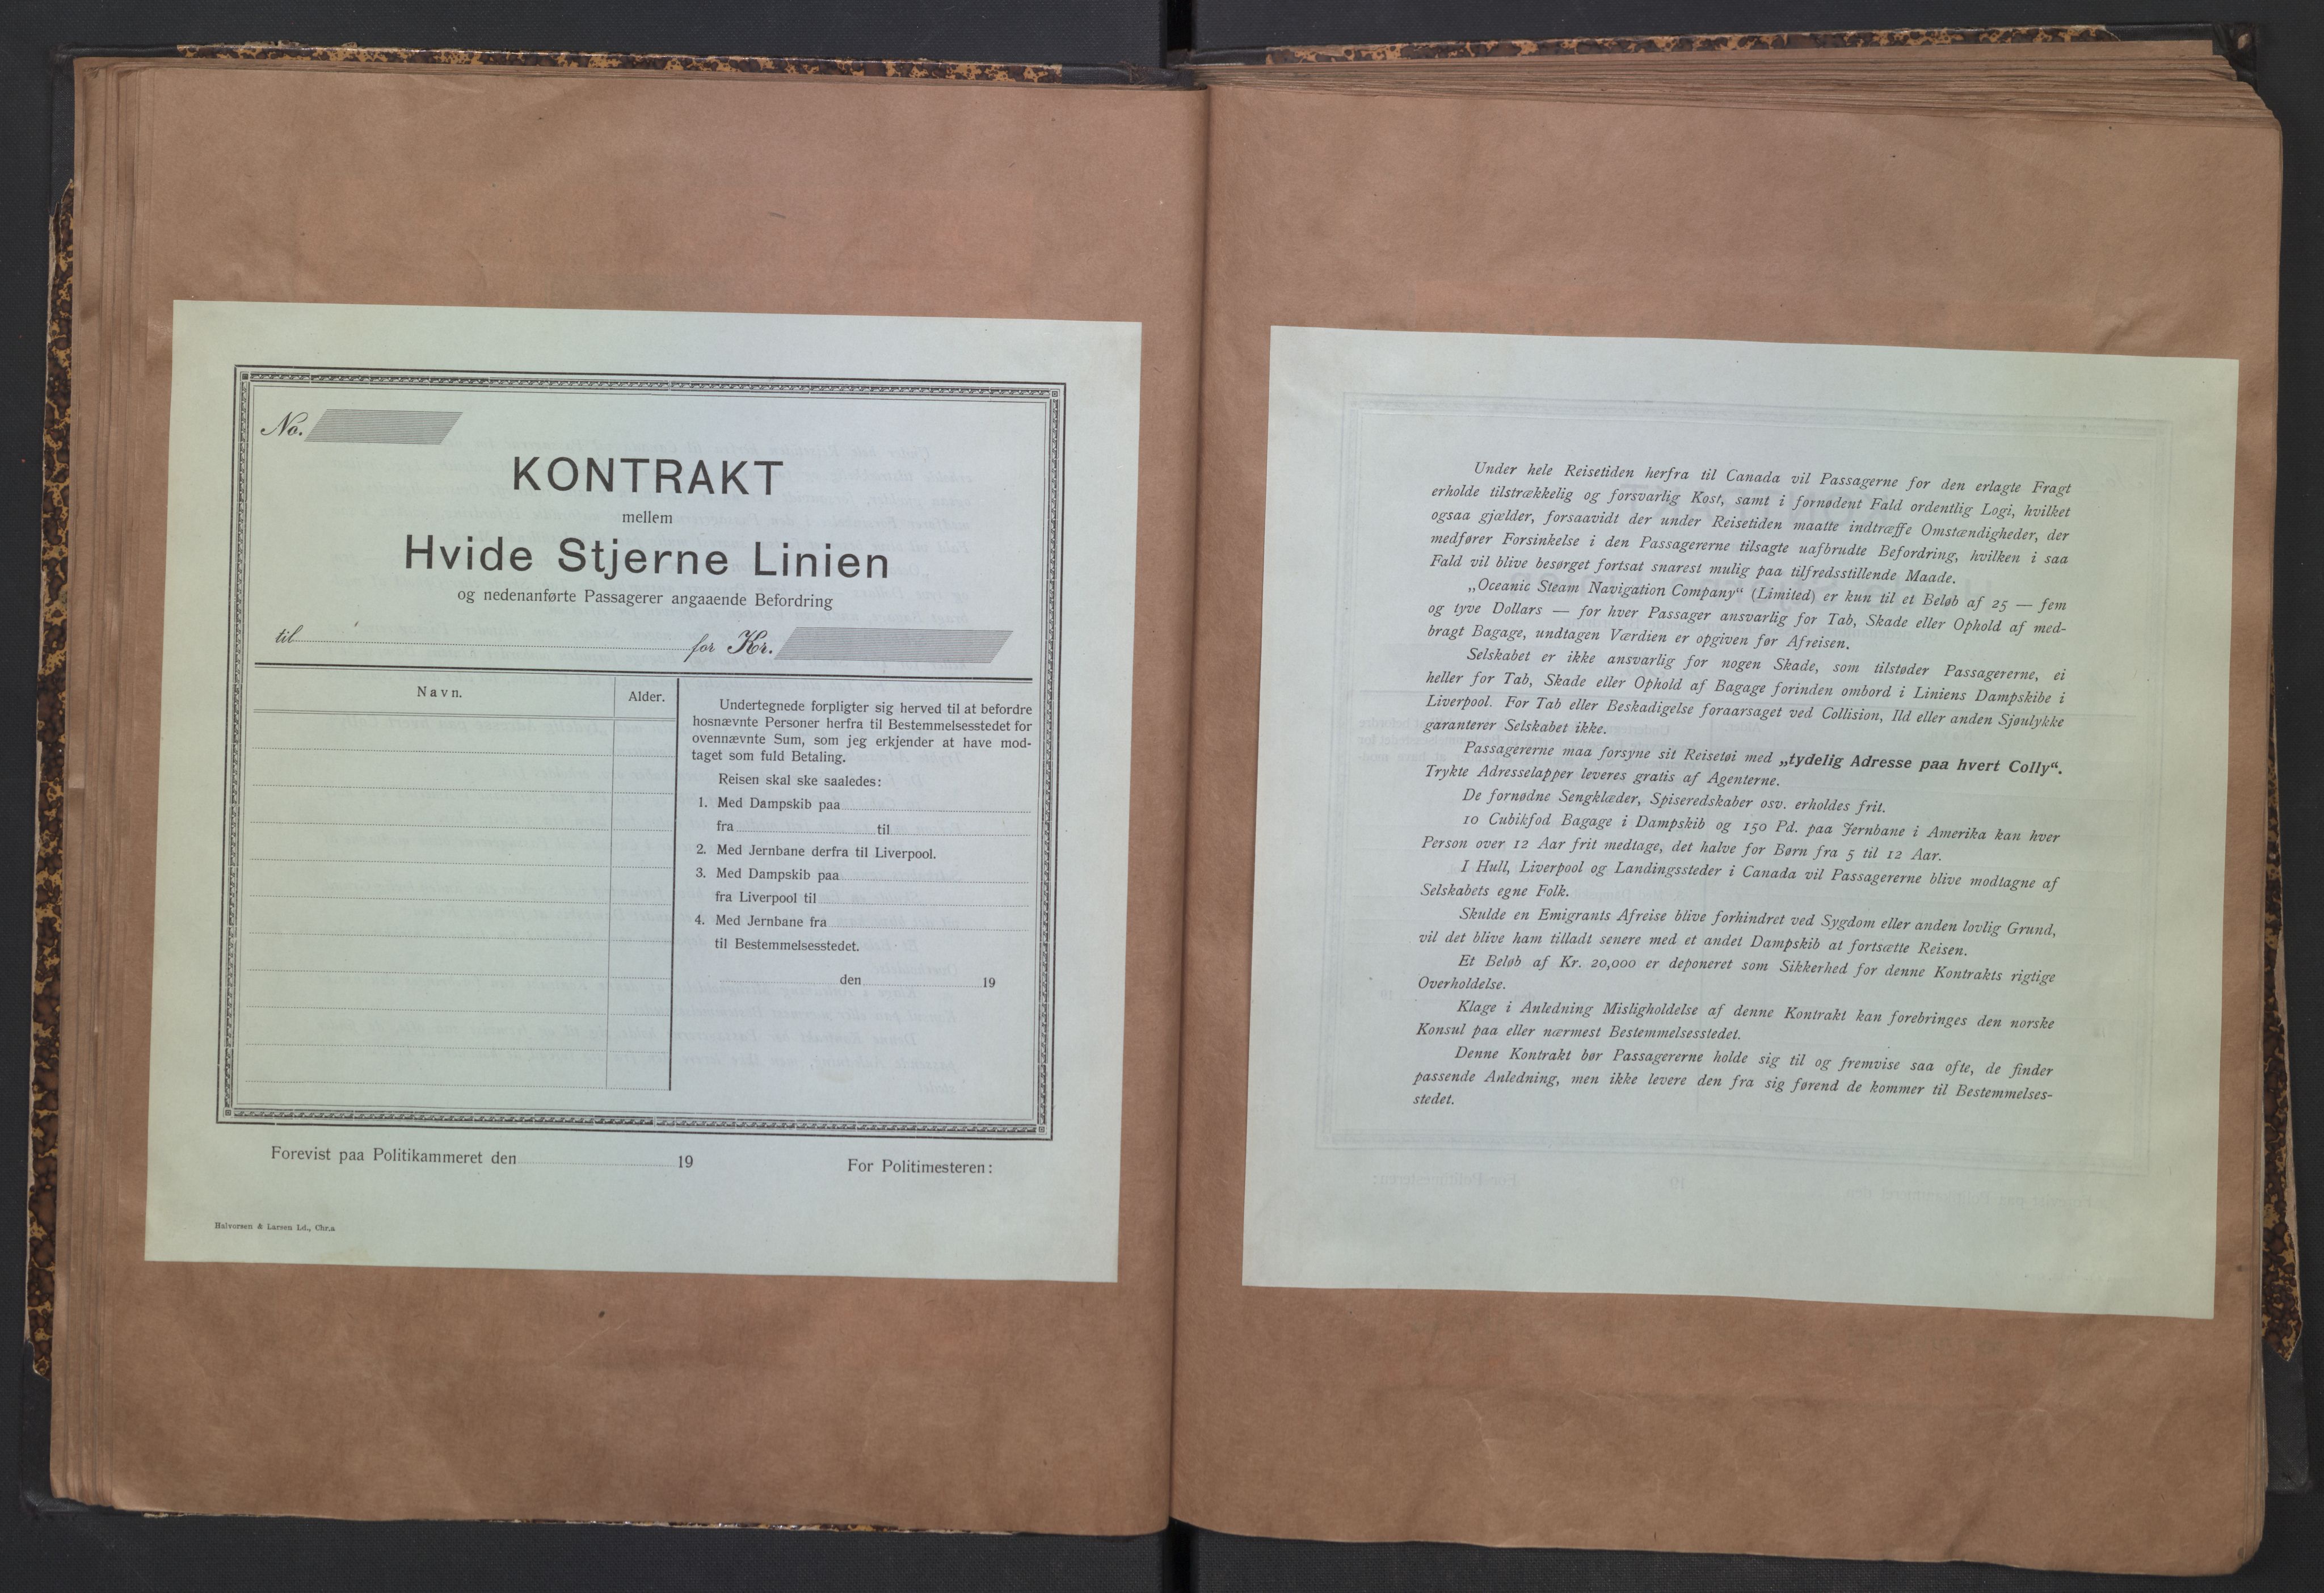 No.
KONTRAKT
mellem
Hvide Stjerne Linien
og nedenanførte Passagerer angaaende Befordring
til for Kr.
Navn.
Alder.
Undertegnede forpligter sig herved til at befordre
hosnævnte Personer herfra til Bestemmelsesstedet for
ovennævnte Sum, som jeg erkjender at have mod-
taget som fuld Betaling.
Reisen skal ske saaledes:
1. Med Dampskib paa
fra til
2. Med Jernbane derfra til Liverpool.
3. Med Dampskib paa
fra Liverpool til
4. Med Jernbane fra
til Bestemmelsesstedet.
den 19
Forevist paa Politikammeret den 19 For Politimesteren:
Halvorsen & Larsen Ld., Chr.a
Under hele Reisetiden herfra til Canada vil Passagerne for den erlagte Fragt
erholde tilstrækkelig og forsvarlig Kost, samt i fornødent Fald ordentlig Logi, hvilket
ogsaa gjælder, forsaavidt der under Reisetiden maatte indtræffe Omstændigheder, der
medfører Forsinkelse i den Passagererne tilsagte uafbrudte Befordring, hvilken i saa
Fald vil blive besørget fortsat snarest mulig paa tilfredsstillende Maade.
„Oceanic Steam Navigation Company“ (Limited) er kun til et Beløb af 25 — fem
og tyve Dollars — for hver Passager ansvarlig for Tab, Skade eller Ophold af med-
bragt Bagage, undtagen Værdien er opgiven før Afreisen.
Selskabet er ikke ansvarlig for nogen Skade, som tilstøder Passagererne, ei
heller for Tab, Skade eller Ophold af Bagage forinden ombord i Liniens Dampskibe i
Liverpool. For Tab eller Beskadigelse foraarsaget ved Collision, Ild eller anden Sjøulykke
garanterer Selskabet ikke.
Passagererne maa forsyne sit Reisetøi med „tydelig Adresse paa hvert Colly“.
Trykte Adresselapper leveres gratis af Agenterne.
De fornødne Sengklæder, Spiseredskaber osv. erholdes frit.
10 Cubikfod Bagage i Dampskib og 150 Pd. paa Jernbane i Amerika kan hver
Person over 12 Aar frit medtage, det halve for Børn fra 5 til 12 Aar.
I Hull, Liverpool og Landingssteder i Canada vil Passagererne blive modtagne af
Selskabets egne Folk.
Skulde en Emigrants Afreise blive forhindret ved Sygdom eller anden lovlig Grund,
vil det blive ham tilladt senere med et andet Dampskib at fortsætte Reisen.
Et Beløb af Kr. 20,000 er deponeret som Sikkerhed for denne Kontrakts rigtige
Overholdelse.
Klage i Anledning Misligholdelse af denne Kontrakt kan forebringes den norske
Konsul paa eller nærmest Bestemmelsesstedet.
Denne Kontrakt bør Passagererne holde sig til og fremvise saa ofte, de finder
passende Anledning, men ikke levere den fra sig førend de kommer til Bestemmelses-
stedet.